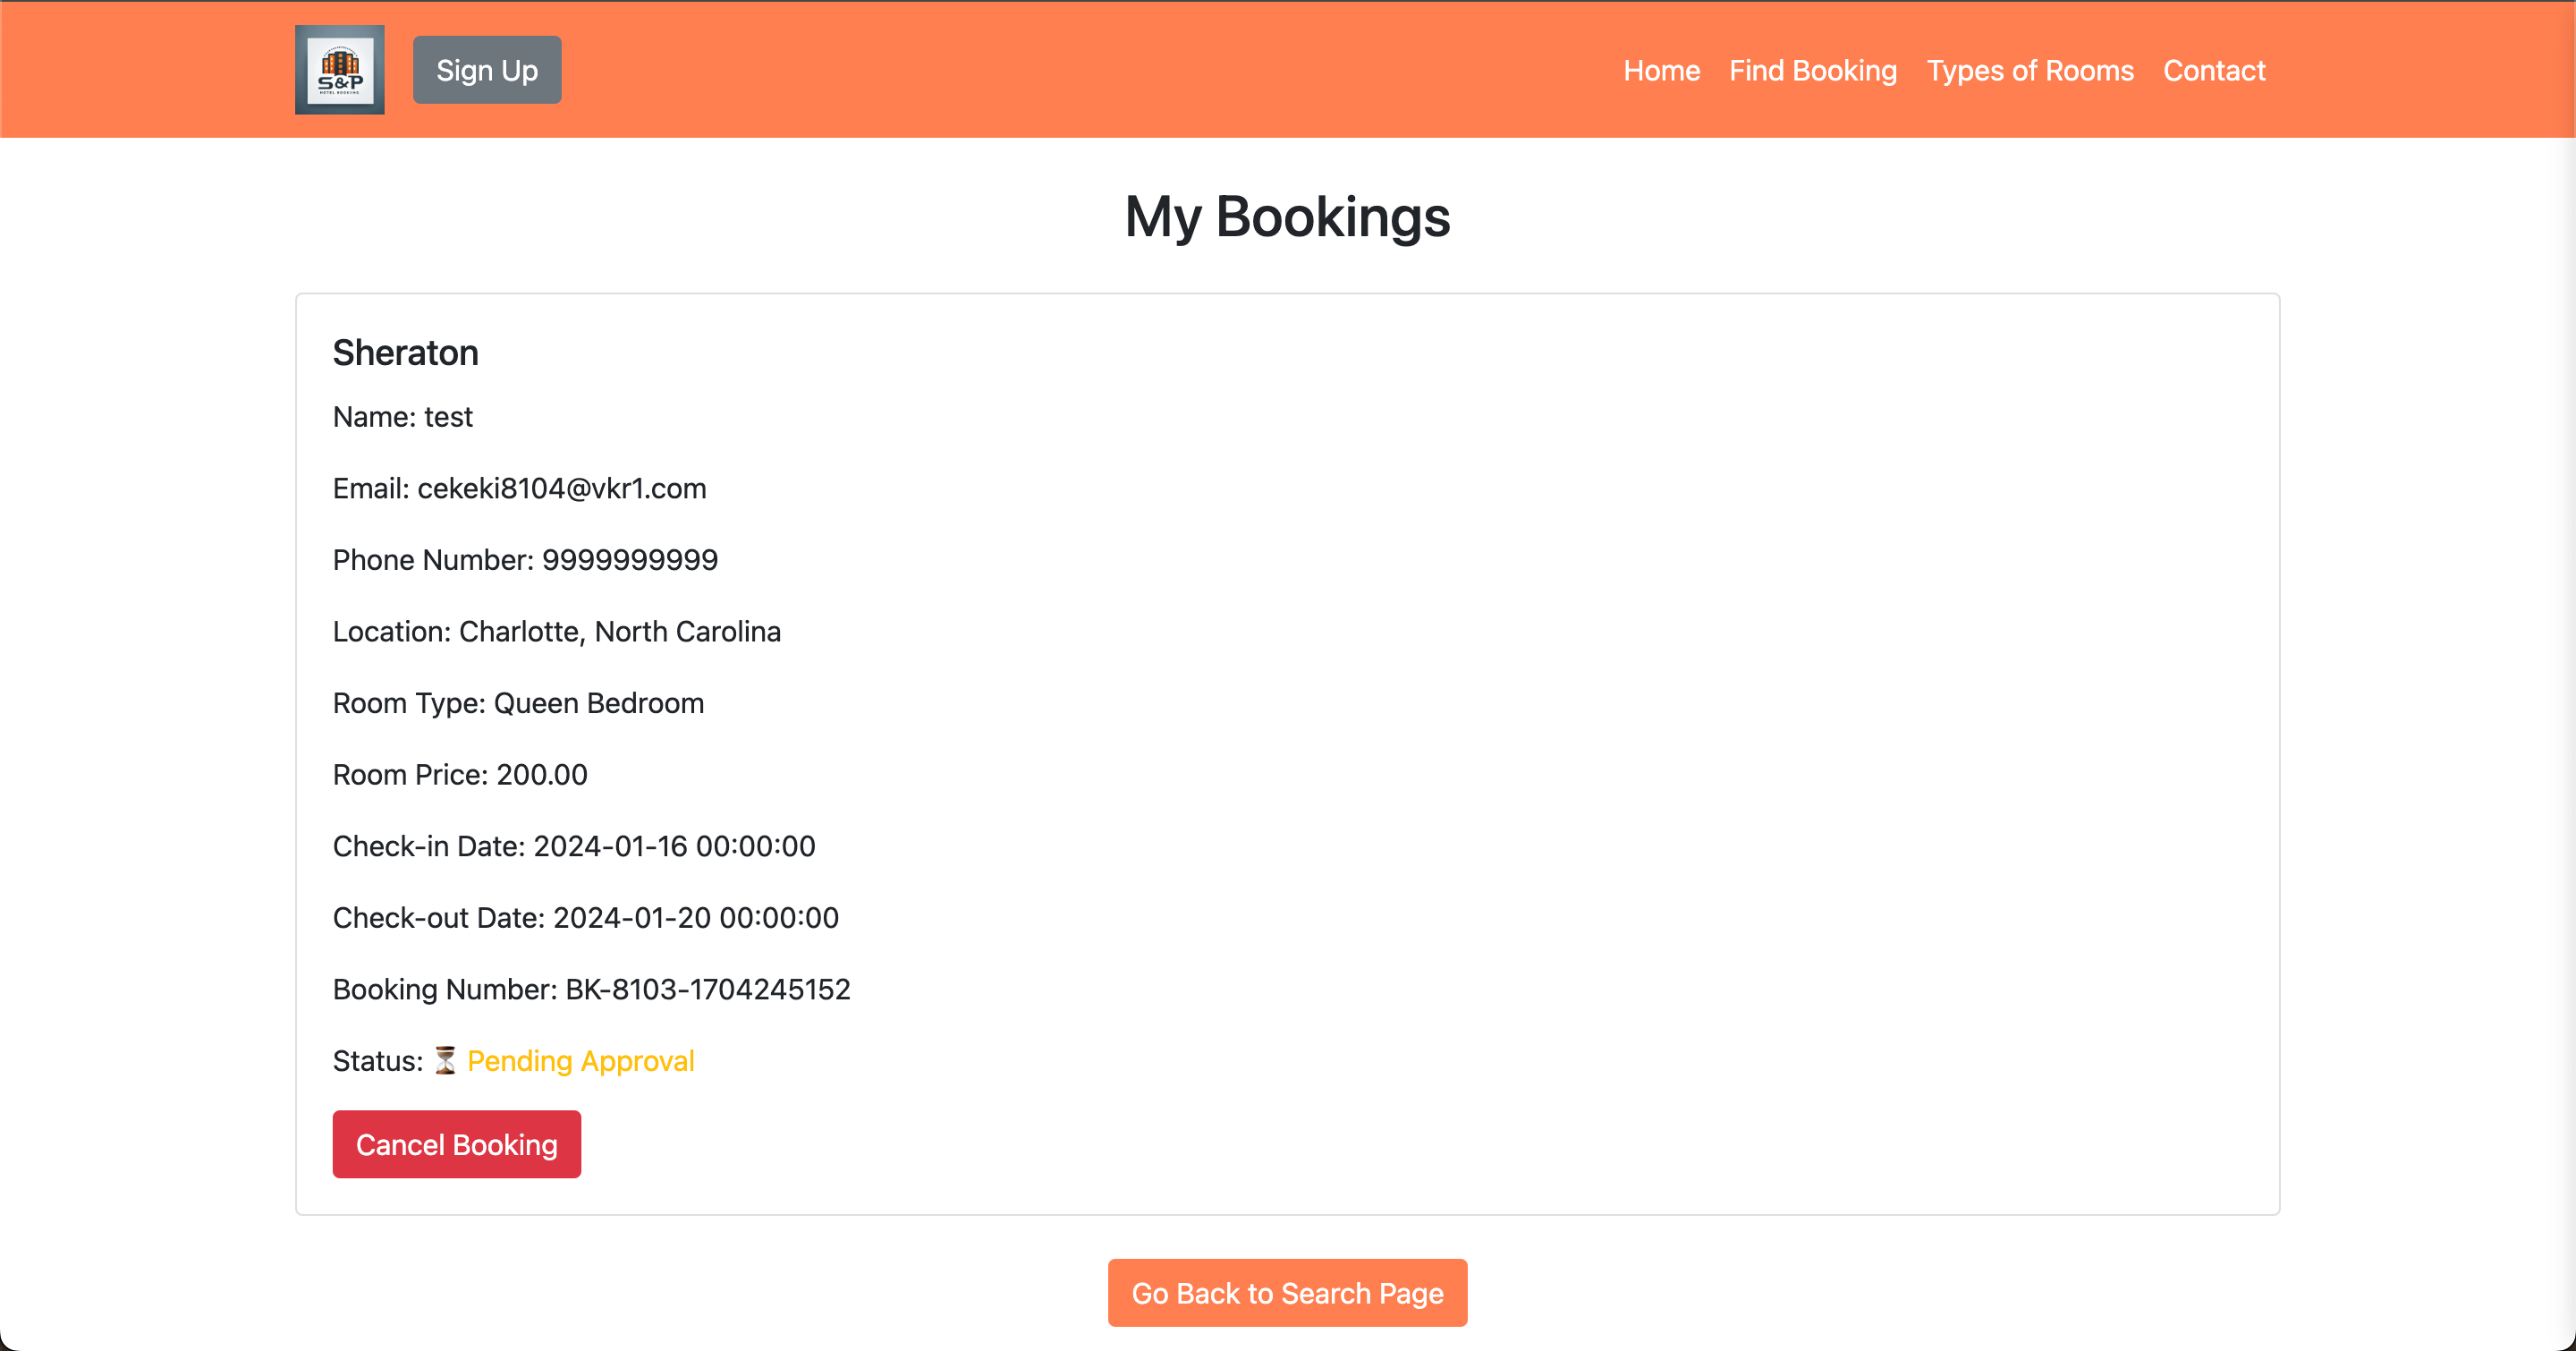 S&P
HOTEL BOOKING
Sign Up
Home
Find Booking
Types of Rooms
Contact
My Bookings
Sheraton
Name: test
Email: cekeki8104@vkr1.com
Phone Number: 9999999999
Location: Charlotte, North Carolina
Room Type: Queen Bedroom
Room Price: 200.00
Check-in Date: 2024-01-16 00:00:00
Check-out Date: 2024-01-20 00:00:00
Booking Number: BK-8103-1704245152
Status: ⏳ Pending Approval
Cancel Booking
Go Back to Search Page